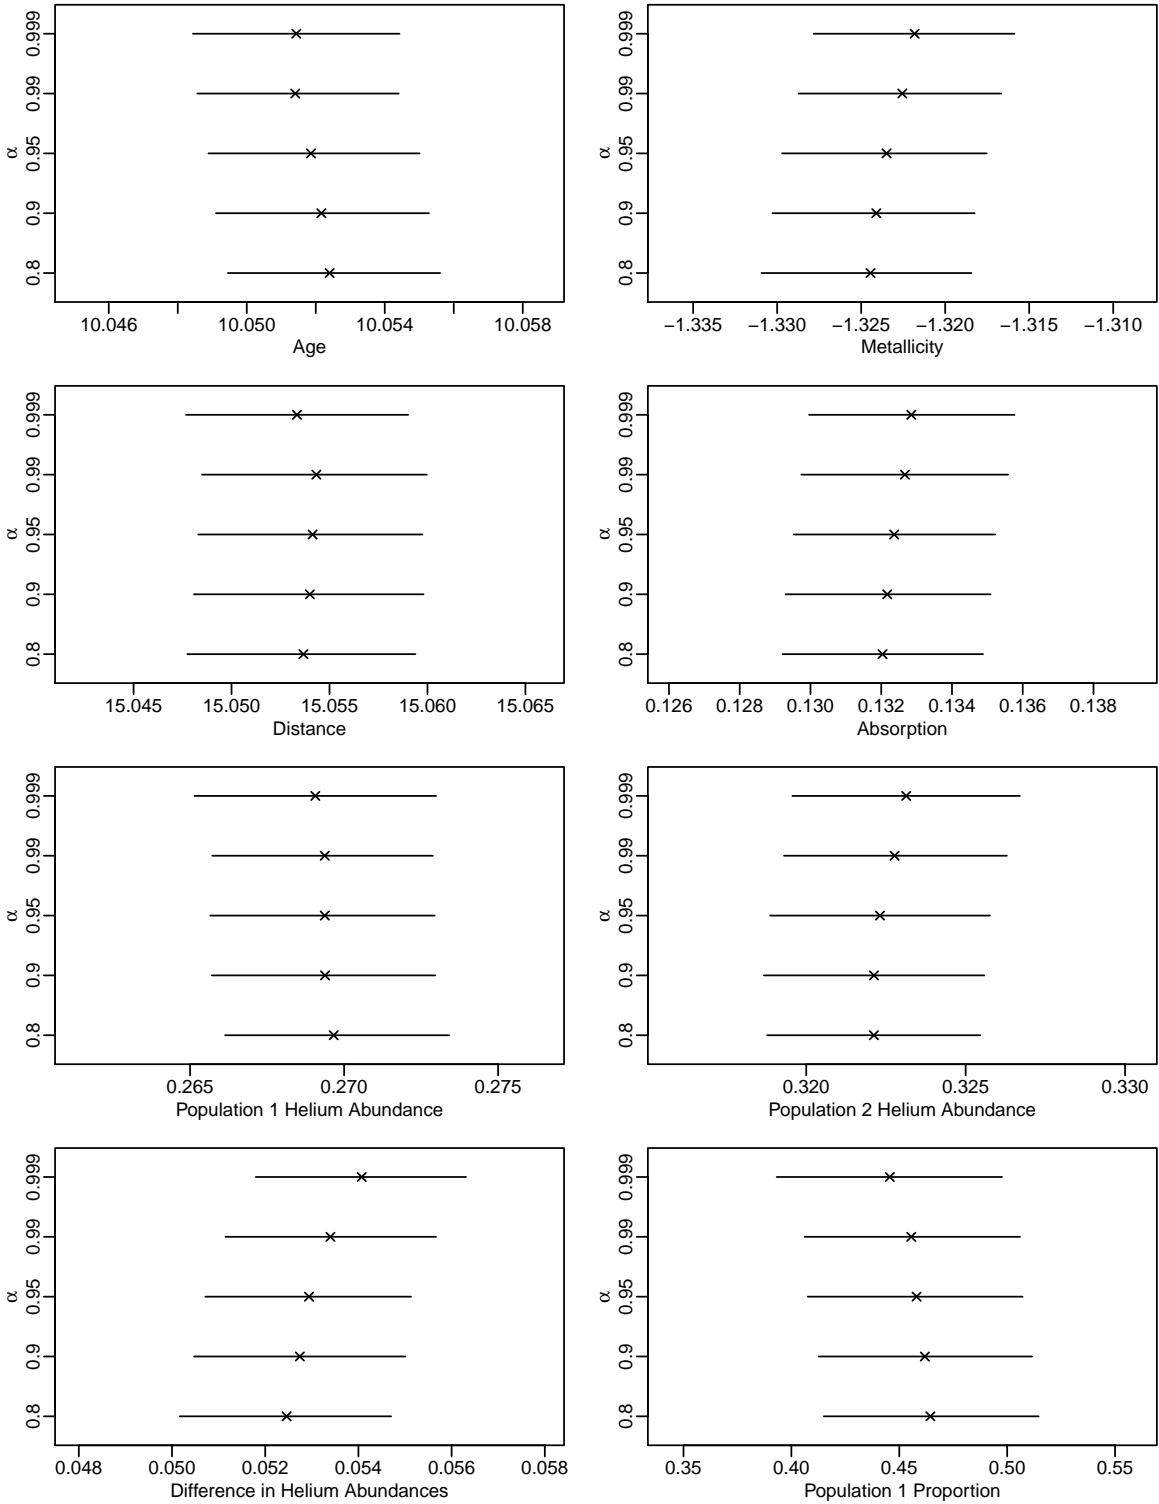 0.999
0.99
0.95
0.9
0.8
α
10.046 10.050 10.054 10.058
Age
0.999
0.99
0.95
0.9
0.8
α
−1.335 −1.330 −1.325 −1.320 −1.315 −1.310
Metallicity
0.999
0.99
0.95
0.9
0.8
α
15.045 15.050 15.055 15.060 15.065
Distance
0.999
0.99
0.95
0.9
0.8
α
0.126 0.128 0.130 0.132 0.134 0.136 0.138
Absorption
0.999
0.99
0.95
0.9
0.8
α
0.265 0.270 0.275
Population 1 Helium Abundance
0.999
0.99
0.95
0.9
0.8
α
0.320 0.325 0.330
Population 2 Helium Abundance
0.999
0.99
0.95
0.9
0.8
α
0.048 0.050 0.052 0.054 0.056 0.058
Difference in Helium Abundances
0.999
0.99
0.95
0.9
0.8
α
0.35 0.40 0.45 0.50 0.55
Population 1 Proportion